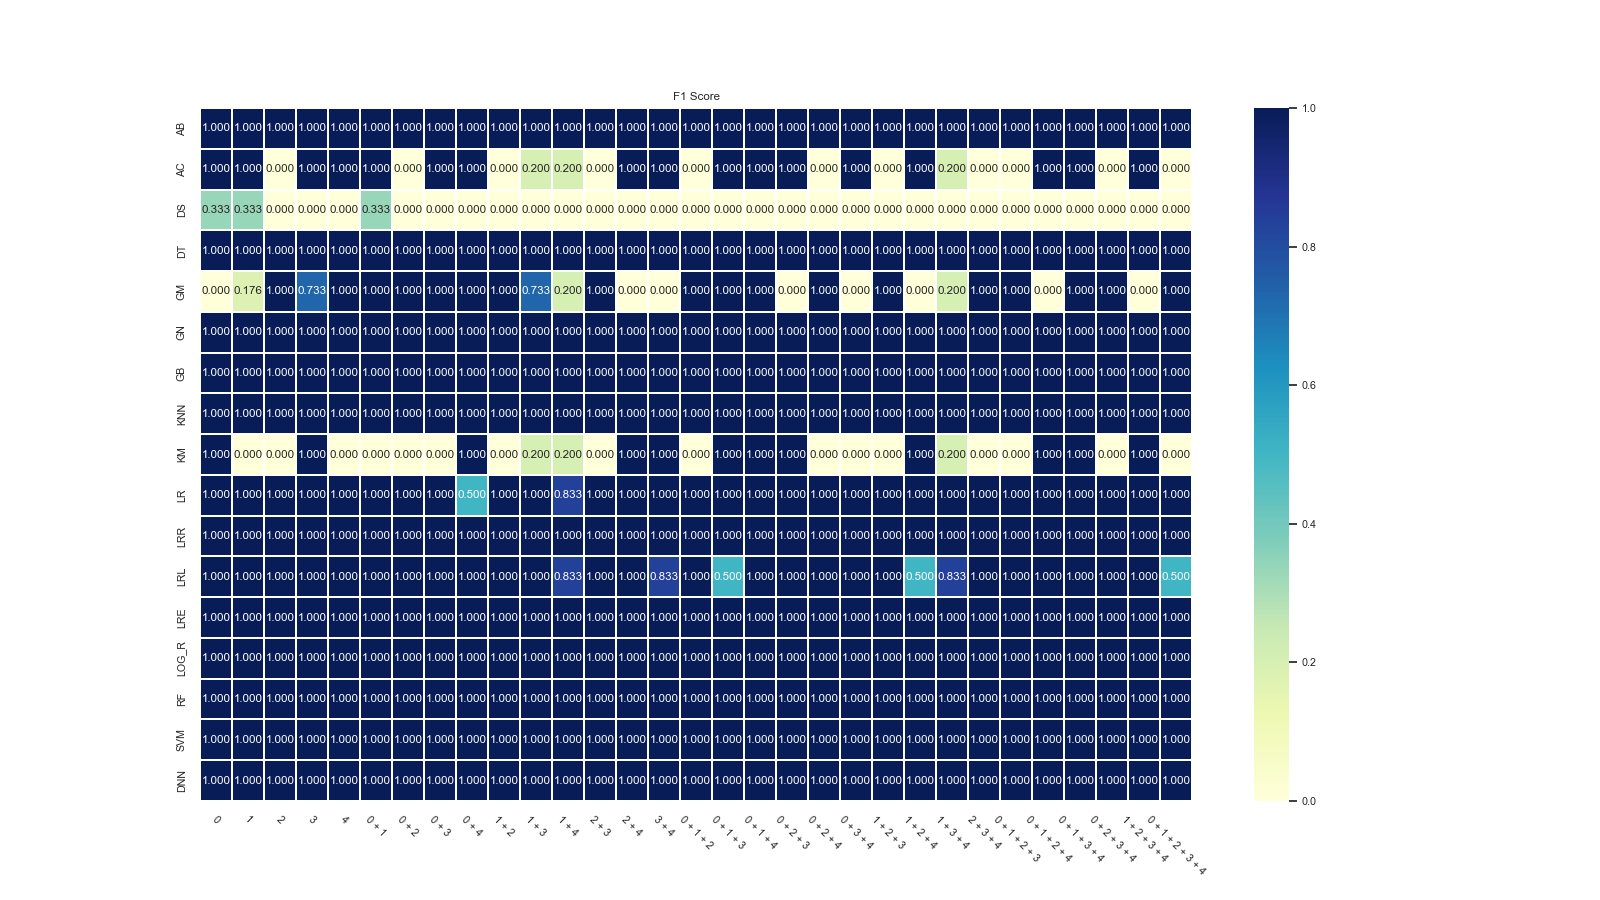 F1 Score
AB 1.000 1.000 1.000 1.000 1.000 1.000 1.000 1.000 1.000 1.000 1.000 1.000 1.000 1.000 1.000 1.000 1.000 1.000 1.000 1.000 1.000 1.000 1.000 1.000 1.000 1.000 1.000 1.000 1.000 1.000 1.000
AC 1.000 1.000 0.000 1.000 1.000 1.000 0.000 1.000 1.000 0.000 0.200 0.200 0.000 1.000 1.000 0.000 1.000 1.000 1.000 0.000 1.000 0.000 1.000 0.200 0.000 0.000 1.000 1.000 0.000 1.000 0.000
DS 0.333 0.333 0.000 0.000 0.000 0.333 0.000 0.000 0.000 0.000 0.000 0.000 0.000 0.000 0.000 0.000 0.000 0.000 0.000 0.000 0.000 0.000 0.000 0.000 0.000 0.000 0.000 0.000 0.000 0.000 0.000
DT 1.000 1.000 1.000 1.000 1.000 1.000 1.000 1.000 1.000 1.000 1.000 1.000 1.000 1.000 1.000 1.000 1.000 1.000 1.000 1.000 1.000 1.000 1.000 1.000 1.000 1.000 1.000 1.000 1.000 1.000 1.000
GM 0.000 0.176 1.000 0.733 1.000 1.000 1.000 1.000 1.000 1.000 0.733 0.200 1.000 0.000 0.000 1.000 1.000 1.000 0.000 1.000 0.000 1.000 0.000 0.200 1.000 1.000 0.000 1.000 1.000 0.000 1.000
GN 1.000 1.000 1.000 1.000 1.000 1.000 1.000 1.000 1.000 1.000 1.000 1.000 1.000 1.000 1.000 1.000 1.000 1.000 1.000 1.000 1.000 1.000 1.000 1.000 1.000 1.000 1.000 1.000 1.000 1.000 1.000
GB 1.000 1.000 1.000 1.000 1.000 1.000 1.000 1.000 1.000 1.000 1.000 1.000 1.000 1.000 1.000 1.000 1.000 1.000 1.000 1.000 1.000 1.000 1.000 1.000 1.000 1.000 1.000 1.000 1.000 1.000 1.000
KNN 1.000 1.000 1.000 1.000 1.000 1.000 1.000 1.000 1.000 1.000 1.000 1.000 1.000 1.000 1.000 1.000 1.000 1.000 1.000 1.000 1.000 1.000 1.000 1.000 1.000 1.000 1.000 1.000 1.000 1.000 1.000
KM 1.000 0.000 0.000 1.000 0.000 0.000 0.000 0.000 1.000 0.000 0.200 0.200 0.000 1.000 1.000 0.000 1.000 1.000 1.000 0.000 0.000 0.000 1.000 0.200 0.000 0.000 1.000 1.000 0.000 1.000 0.000
LR 1.000 1.000 1.000 1.000 1.000 1.000 1.000 1.000 0.500 1.000 1.000 0.833 1.000 1.000 1.000 1.000 1.000 1.000 1.000 1.000 1.000 1.000 1.000 1.000 1.000 1.000 1.000 1.000 1.000 1.000 1.000
LRR 1.000 1.000 1.000 1.000 1.000 1.000 1.000 1.000 1.000 1.000 1.000 1.000 1.000 1.000 1.000 1.000 1.000 1.000 1.000 1.000 1.000 1.000 1.000 1.000 1.000 1.000 1.000 1.000 1.000 1.000 1.000
LRL 1.000 1.000 1.000 1.000 1.000 1.000 1.000 1.000 1.000 1.000 1.000 0.833 1.000 1.000 0.833 1.000 0.500 1.000 1.000 1.000 1.000 1.000 0.500 0.833 1.000 1.000 1.000 1.000 1.000 1.000 0.500
LRE 1.000 1.000 1.000 1.000 1.000 1.000 1.000 1.000 1.000 1.000 1.000 1.000 1.000 1.000 1.000 1.000 1.000 1.000 1.000 1.000 1.000 1.000 1.000 1.000 1.000 1.000 1.000 1.000 1.000 1.000 1.000
LOG_R 1.000 1.000 1.000 1.000 1.000 1.000 1.000 1.000 1.000 1.000 1.000 1.000 1.000 1.000 1.000 1.000 1.000 1.000 1.000 1.000 1.000 1.000 1.000 1.000 1.000 1.000 1.000 1.000 1.000 1.000 1.000
RF 1.000 1.000 1.000 1.000 1.000 1.000 1.000 1.000 1.000 1.000 1.000 1.000 1.000 1.000 1.000 1.000 1.000 1.000 1.000 1.000 1.000 1.000 1.000 1.000 1.000 1.000 1.000 1.000 1.000 1.000 1.000
SVM 1.000 1.000 1.000 1.000 1.000 1.000 1.000 1.000 1.000 1.000 1.000 1.000 1.000 1.000 1.000 1.000 1.000 1.000 1.000 1.000 1.000 1.000 1.000 1.000 1.000 1.000 1.000 1.000 1.000 1.000 1.000
DNN 1.000 1.000 1.000 1.000 1.000 1.000 1.000 1.000 1.000 1.000 1.000 1.000 1.000 1.000 1.000 1.000 1.000 1.000 1.000 1.000 1.000 1.000 1.000 1.000 1.000 1.000 1.000 1.000 1.000 1.000 1.000
0
1
2
3
4
0 + 1
0 + 2
0 + 3
0 + 4
1 + 2
1 + 3
1 + 4
2 + 3
2 + 4
3 + 4
0 + 1 + 2
0 + 1 + 3
0 + 1 + 4
0 + 2 + 3
0 + 2 + 4
0 + 3 + 4
1 + 2 + 3
1 + 2 + 4
1 + 3 + 4
2 + 3 + 4
0 + 1 + 2 + 3
0 + 1 + 2 + 4
0 + 1 + 3 + 4
0 + 2 + 3 + 4
1 + 2 + 3 + 4
0 + 1 + 2 + 3 + 4
1.0
0.8
0.6
0.4
0.2
0.0